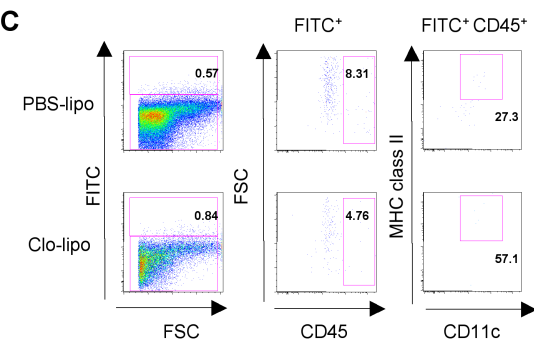 C
FITC⁺
FITC⁺ CD45⁺
PBS-lipo
0.57
8.31
27.3
FITC
FSC
MHC class II
Clo-lipo
0.84
4.76
57.1
FSC
CD45
CD11c